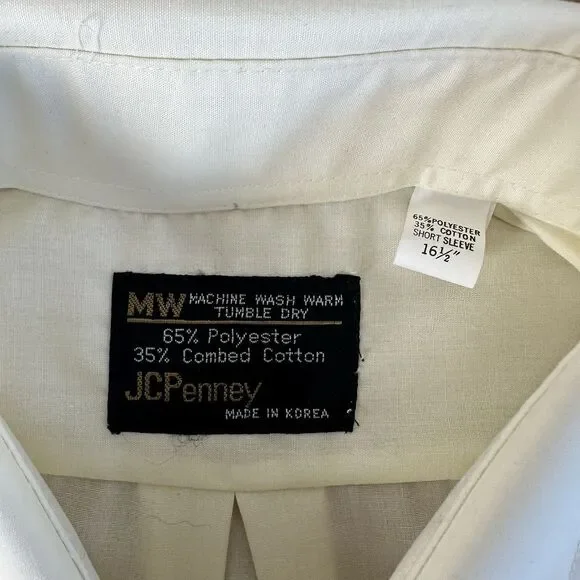 65% POLYESTER
35% COTTON
SHORT SLEEVE
16½"
MW MACHINE WASH WARM
TUMBLE DRY
65% Polyester
35% Combed Cotton
JCPenney
MADE IN KOREA